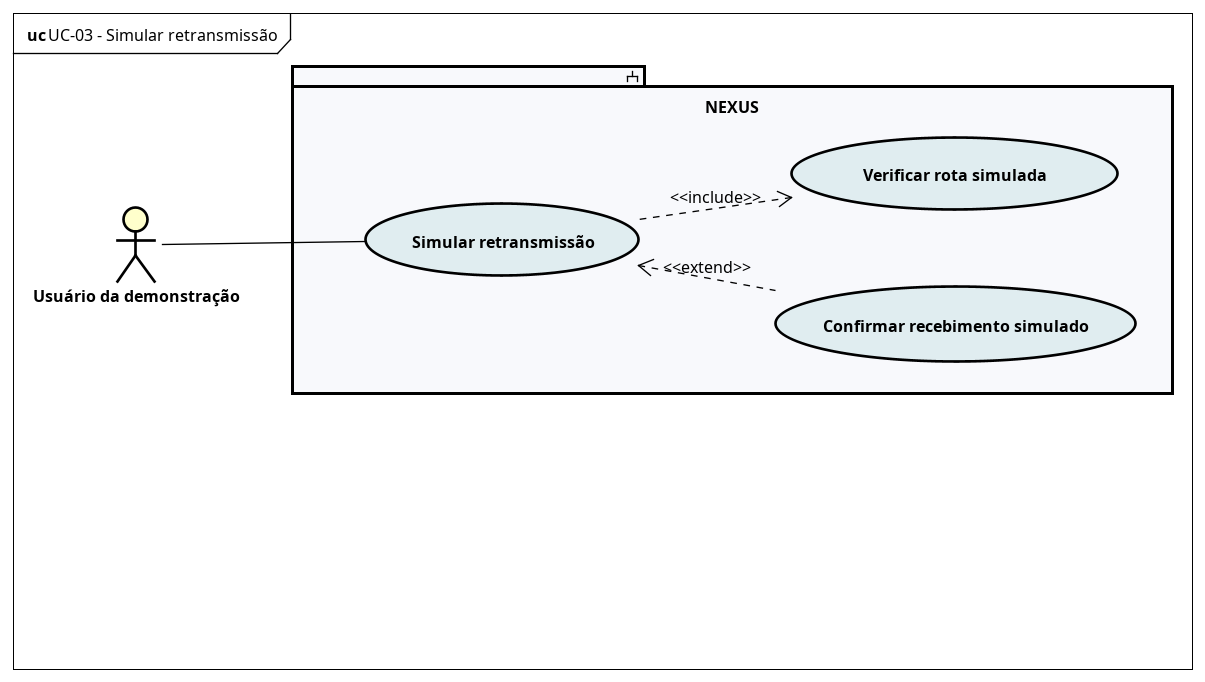 uc UC-03 - Simular retransmissão
NEXUS
Verificar rota simulada
<<include>>
Simular retransmissão
<<extend>>
Usuário da demonstração
Confirmar recebimento simulado